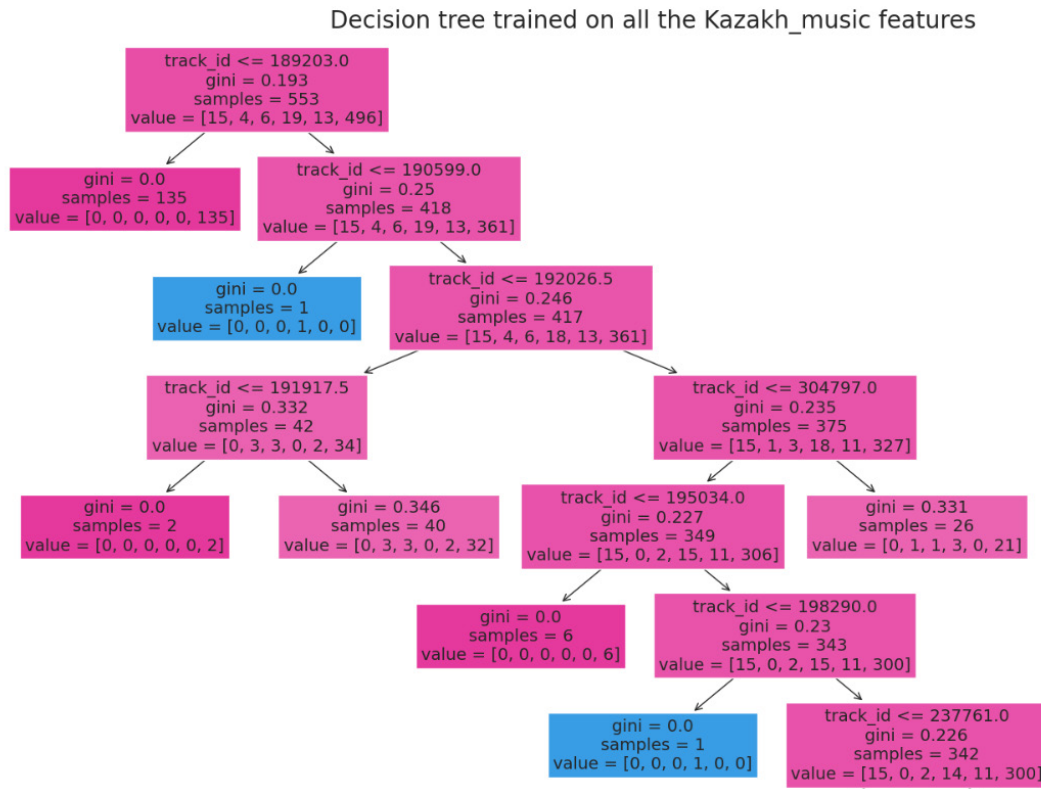 Decision tree trained on all the Kazakh_music features
track_id <= 189203.0
gini = 0.193
samples = 553
value = [15, 4, 6, 19, 13, 496]
gini = 0.0
samples = 135
value = [0, 0, 0, 0, 0, 135]
track_id <= 190599.0
gini = 0.25
samples = 418
value = [15, 4, 6, 19, 13, 361]
gini = 0.0
samples = 1
value = [0, 0, 0, 1, 0, 0]
track_id <= 192026.5
gini = 0.246
samples = 417
value = [15, 4, 6, 18, 13, 361]
track_id <= 191917.5
gini = 0.332
samples = 42
value = [0, 3, 3, 0, 2, 34]
track_id <= 304797.0
gini = 0.235
samples = 375
value = [15, 1, 3, 18, 11, 327]
gini = 0.0
samples = 2
value = [0, 0, 0, 0, 0, 2]
gini = 0.346
samples = 40
value = [0, 3, 3, 0, 2, 32]
track_id <= 195034.0
gini = 0.227
samples = 349
value = [15, 0, 2, 15, 11, 306]
gini = 0.331
samples = 26
value = [0, 1, 1, 3, 0, 21]
gini = 0.0
samples = 6
value = [0, 0, 0, 0, 0, 6]
track_id <= 198290.0
gini = 0.23
samples = 343
value = [15, 0, 2, 15, 11, 300]
gini = 0.0
samples = 1
value = [0, 0, 0, 1, 0, 0]
track_id <= 237761.0
gini = 0.226
samples = 342
value = [15, 0, 2, 14, 11, 300]